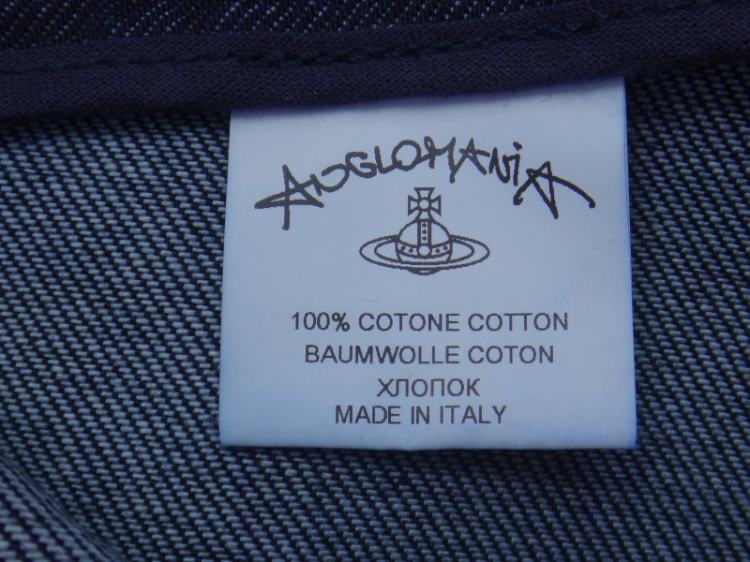 ANGLOMANiA
100% COTONE COTTON
BAUMWOLLE COTON
ХЛОПОК
MADE IN ITALY